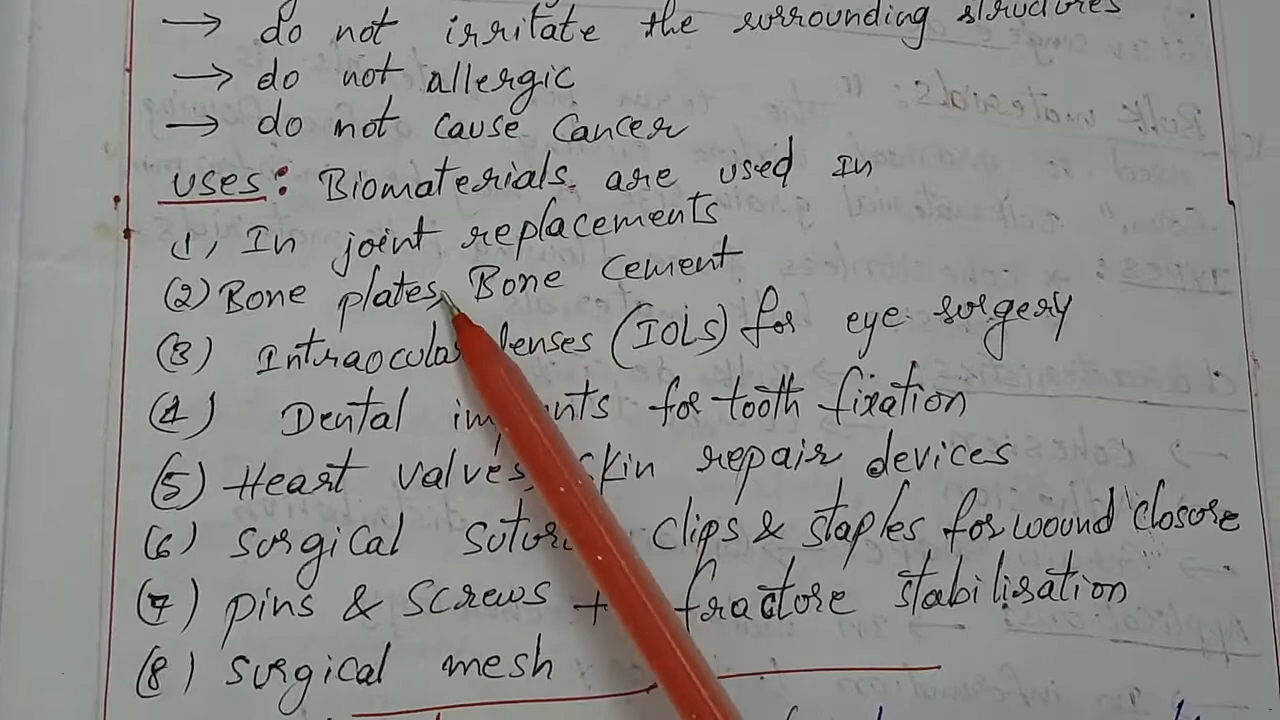 → do not irritate the surrounding structures .
→ do not allergic
→ do not cause cancer
uses: Biomaterials are used In
(1) In joint replacements
(2) Bone plates, Bone cement
(3) Intraocular lenses (IOLs) for eye surgery
(4) Dental implants for tooth fixation
(5) Heart valves, skin repair devices
(6) surgical clips & staples for wound closure
(7) pins & screws fracture stabilisation
(8) surgical mesh